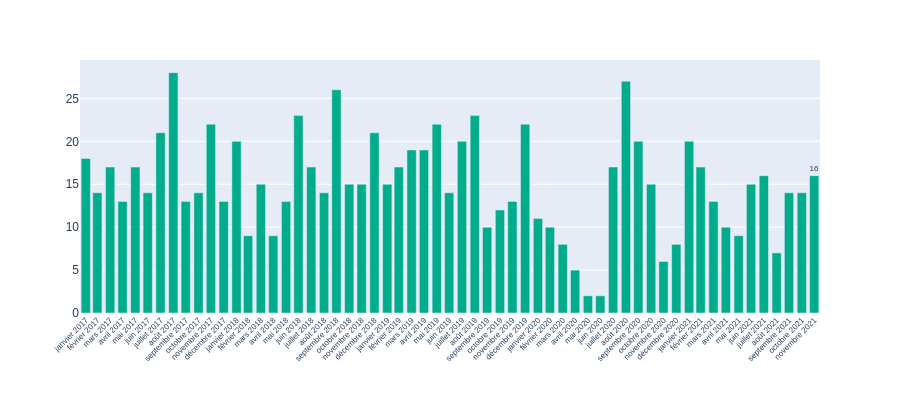 25
20
15
10
5
0
16
janvier 2017
février 2017
mars 2017
avril 2017
mai 2017
juin 2017
juillet 2017
août 2017
septembre 2017
octobre 2017
novembre 2017
décembre 2017
janvier 2018
février 2018
mars 2018
avril 2018
mai 2018
juin 2018
juillet 2018
août 2018
septembre 2018
octobre 2018
novembre 2018
décembre 2018
janvier 2019
février 2019
mars 2019
avril 2019
mai 2019
juin 2019
juillet 2019
août 2019
septembre 2019
octobre 2019
novembre 2019
décembre 2019
janvier 2020
février 2020
mars 2020
avril 2020
mai 2020
juin 2020
juillet 2020
août 2020
septembre 2020
octobre 2020
novembre 2020
décembre 2020
janvier 2021
février 2021
mars 2021
avril 2021
mai 2021
juin 2021
juillet 2021
août 2021
septembre 2021
octobre 2021
novembre 2021